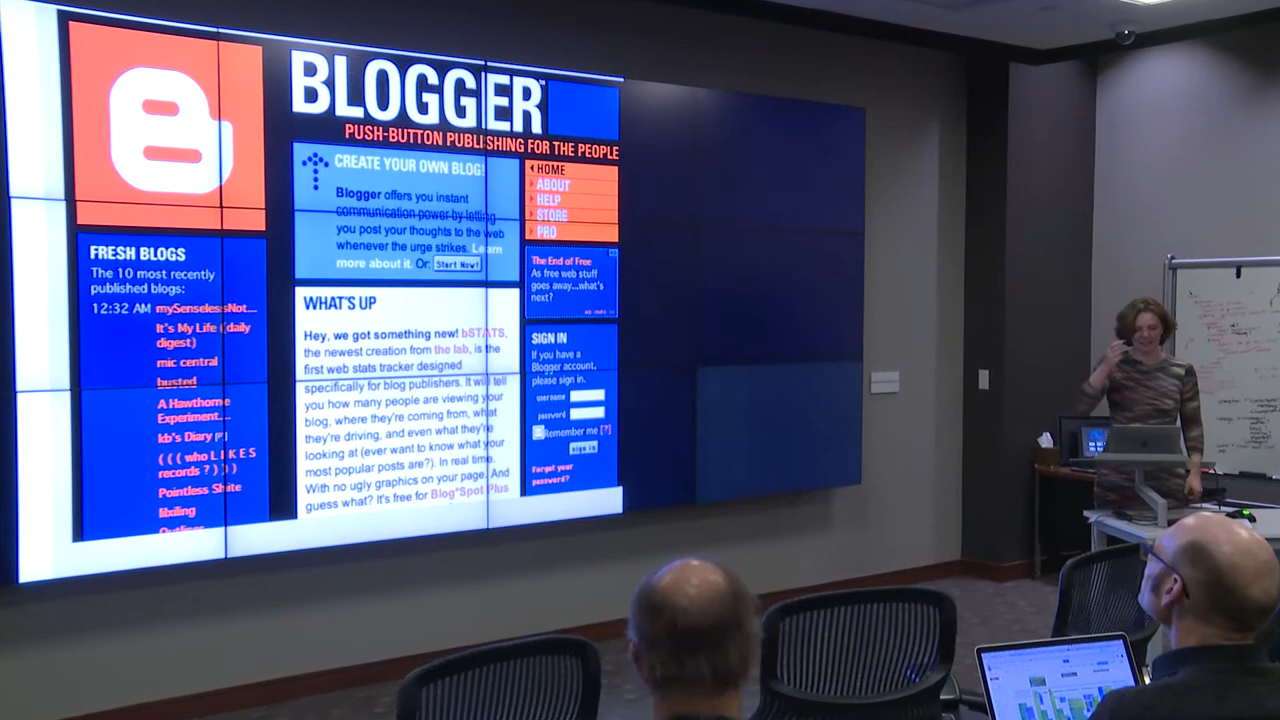 BLOGGER
PUSH-BUTTON PUBLISHING FOR THE PEOPLE
CREATE YOUR OWN BLOG!
Blogger offers you instant
communication power by letting
you post your thoughts to the web
whenever the urge strikes. Learn
more about it. Or: Start Now!
HOME
ABOUT
HELP
STORE
PRO
The End of Free
As free web stuff
goes away...what's
next?
AD INFO
FRESH BLOGS
The 10 most recently
published blogs:
12:32 AM mySenselessNot...
It's My Life (daily
digest)
mic central
busted
A Hawthorne
Experiment...
kb's Diary
( ( ( who L I K E S
records ? ) ) )
Pointless Shite
libxiling
Outlines
WHAT'S UP
Hey, we got something new! bSTATS,
the newest creation from the lab, is the
first web stats tracker designed
specifically for blog publishers. It will tell
you how many people are viewing your
blog, where they're coming from, what
they're driving, and even what they're
looking at (ever want to know what your
most popular posts are?). In real time.
With no ugly graphics on your page. And
guess what? It's free for Blog*Spot Plus
SIGN IN
If you have a
Blogger account,
please sign in.
username
password
Remember me [?]
sign in
Forgot your
password?